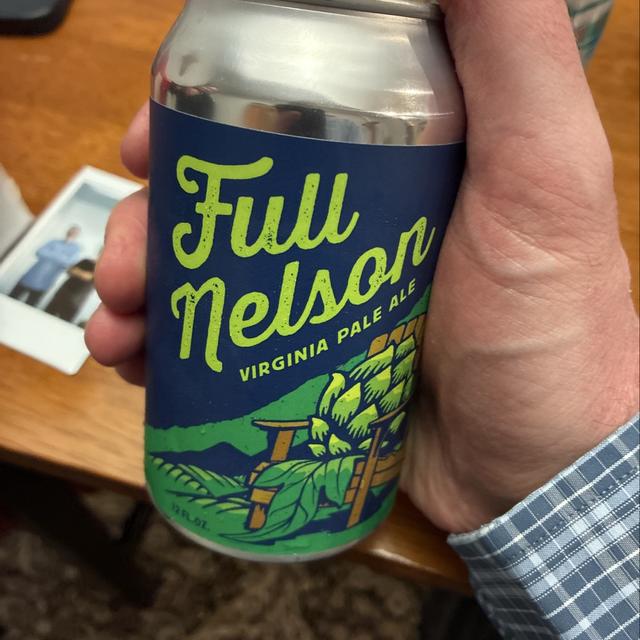 Full
Nelson
VIRGINIA PALE ALE
12 FL. OZ.